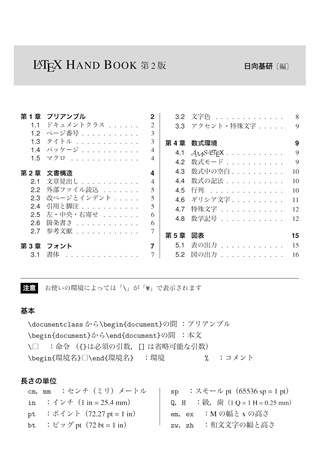 LATEX HAND BOOK 第2版 日向基研[編]
第1章 プリアンブル 2
1.1 ドキュメントクラス . . . . . . 2
1.2 ページ番号 . . . . . . . . . . 3
1.3 タイトル . . . . . . . . . . . 3
1.4 パッケージ . . . . . . . . . . 4
1.5 マクロ . . . . . . . . . . . . 4
第2章 文書構造 4
2.1 文章見出し . . . . . . . . . . 4
2.2 外部ファイル読込 . . . . . . . 5
2.3 改ページとインデント . . . . . 5
2.4 引用と脚注 . . . . . . . . . . 5
2.5 左・中央・右寄せ . . . . . . . 6
2.6 箇条書き . . . . . . . . . . . 6
2.7 参考文献 . . . . . . . . . . . 7
第3章 フォント 7
3.1 書体 . . . . . . . . . . . . . 7
3.2 文字色 . . . . . . . . . . . . 8
3.3 アクセント・特殊文字 . . . . . 9
第4章 数式環境 9
4.1 AMS-LATEX . . . . . . . . . . 9
4.2 数式モード . . . . . . . . . . 9
4.3 数式中の空白 . . . . . . . . . 10
4.4 数式の記法 . . . . . . . . . . 10
4.5 行列 . . . . . . . . . . . . . 10
4.6 ギリシア文字 . . . . . . . . . 11
4.7 特殊文字 . . . . . . . . . . . 12
4.8 数学記号 . . . . . . . . . . . 12
第5章 図表 15
5.1 表の出力 . . . . . . . . . . . 15
5.2 図の出力 . . . . . . . . . . . 16
注意 お使いの環境によっては「\」が「¥」で表示されます
基本
\documentclass から\begin{document}の間 : プリアンブル
\begin{document}から\end{document}の間 : 本文
\□ : 命令({}は必須の引数, []は省略可能な引数)
\begin{環境名}□\end{環境名} : 環境 % : コメント
長さの単位
cm, mm : センチ(ミリ)メートル
in : インチ(1 in = 25.4 mm)
pt : ポイント(72.27 pt = 1 in)
bt : ビッグ pt(72 bt = 1 in)
sp : スモール pt(65536 sp = 1 pt)
Q, H : 級,歯(1 Q = 1 H = 0.25 mm)
em, ex : M の幅と x の高さ
zw, zh : 和文文字の幅と高さ